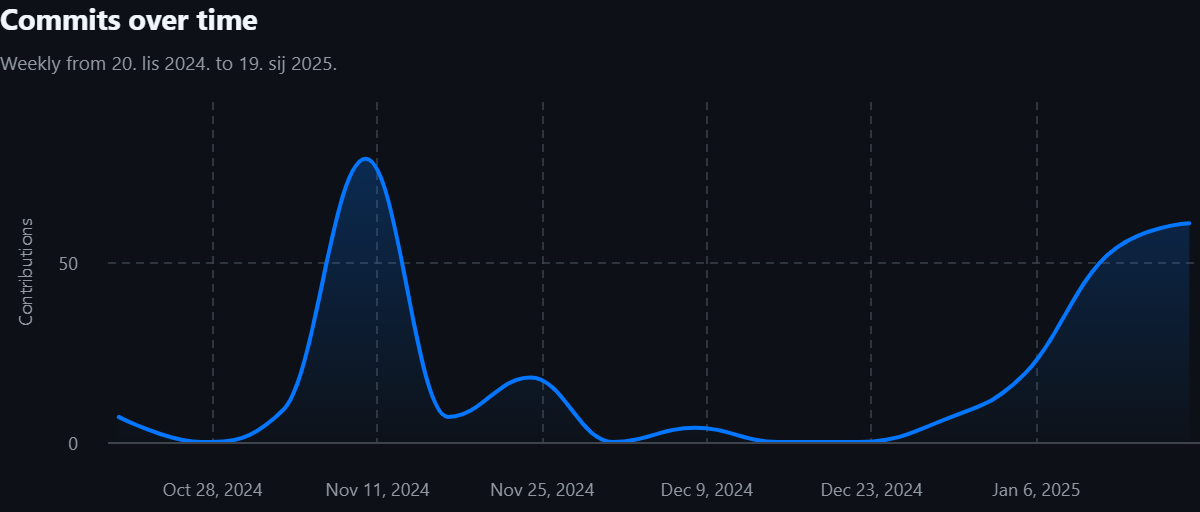 Commits over time
Weekly from 20. lis 2024. to 19. sij 2025.
Contributions
50
0
Oct 28, 2024
Nov 11, 2024
Nov 25, 2024
Dec 9, 2024
Dec 23, 2024
Jan 6, 2025